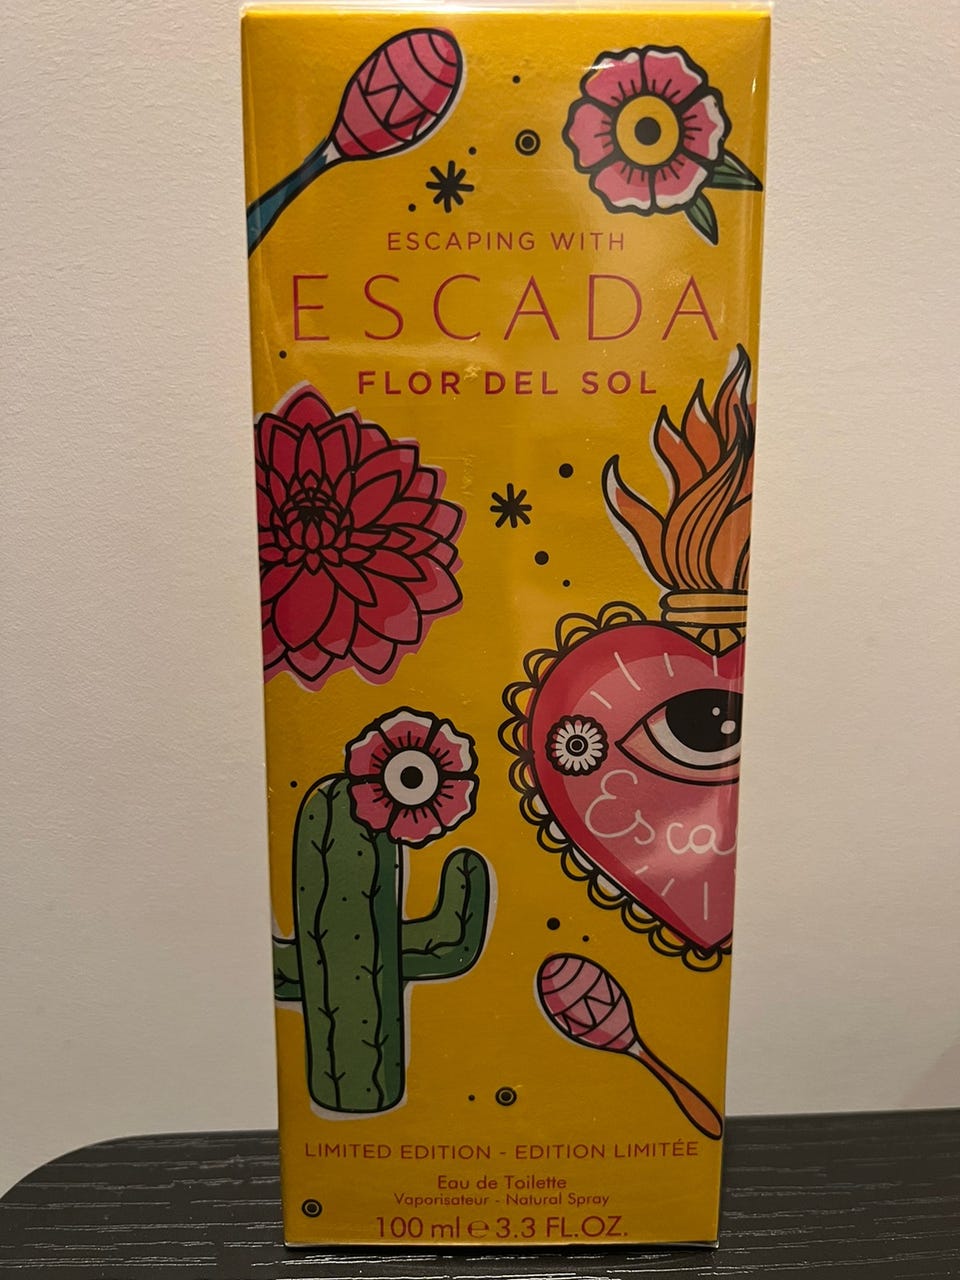 ESCAPING WITH
ESCADA
FLOR DEL SOL
Esca
LIMITED EDITION - EDITION LIMITÉE
Eau de Toilette
Vaporisateur - Natural Spray
100 ml ℮ 3.3 FL.OZ.